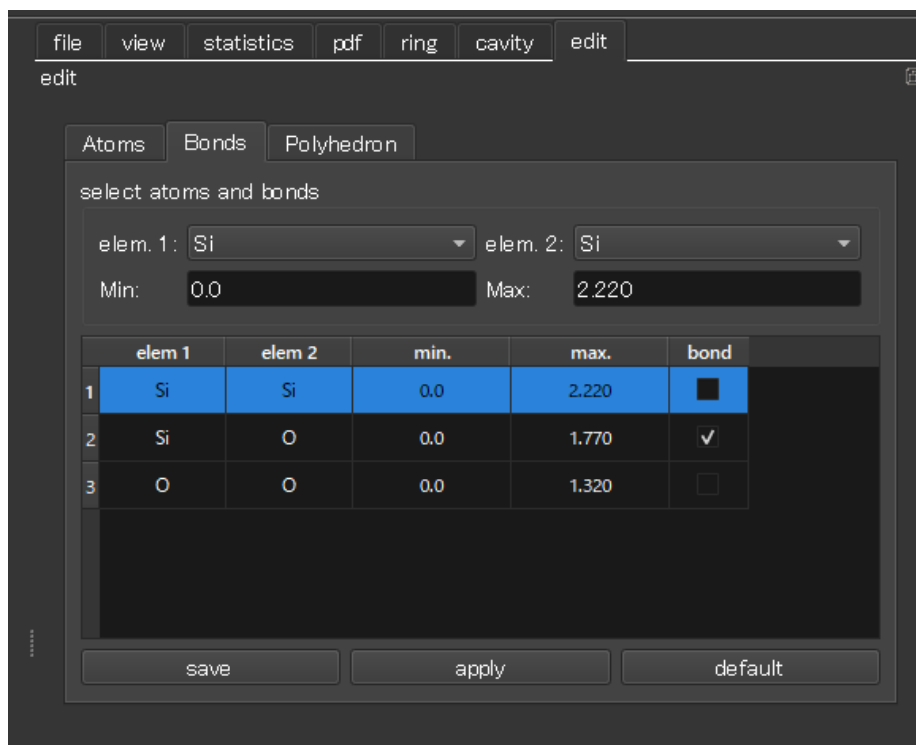 file view statistics pdf ring cavity edit
edit
Atoms Bonds Polyhedron
select atoms and bonds
elem. 1: Si elem. 2: Si
Min: 0.0 Max: 2.220
elem 1 elem 2 min. max. bond
1 Si Si 0.0 2.220
2 Si O 0.0 1.770 ✓
3 O O 0.0 1.320
save apply default